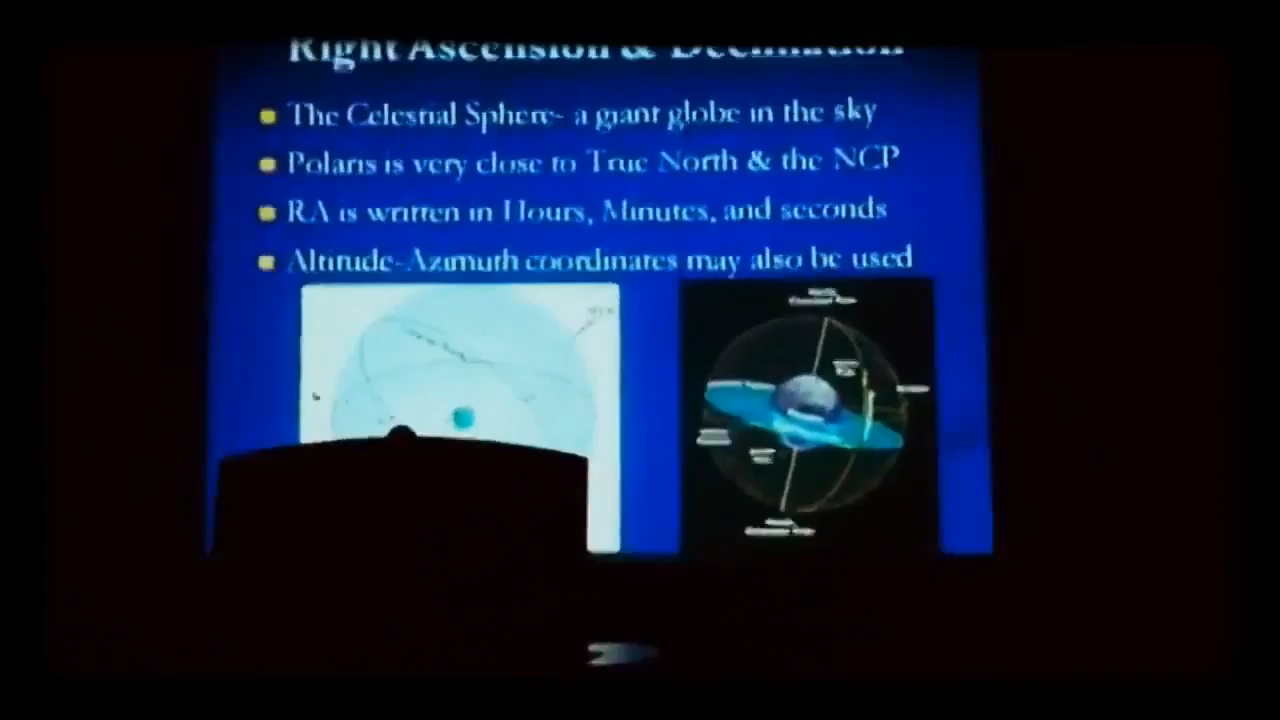 Right Ascension & Declination
The Celestial Sphere- a giant globe in the sky
Polaris is very close to True North & the NCP
RA is written in Hours, Minutes, and seconds
Altitude-Azimuth coordinates may also be used